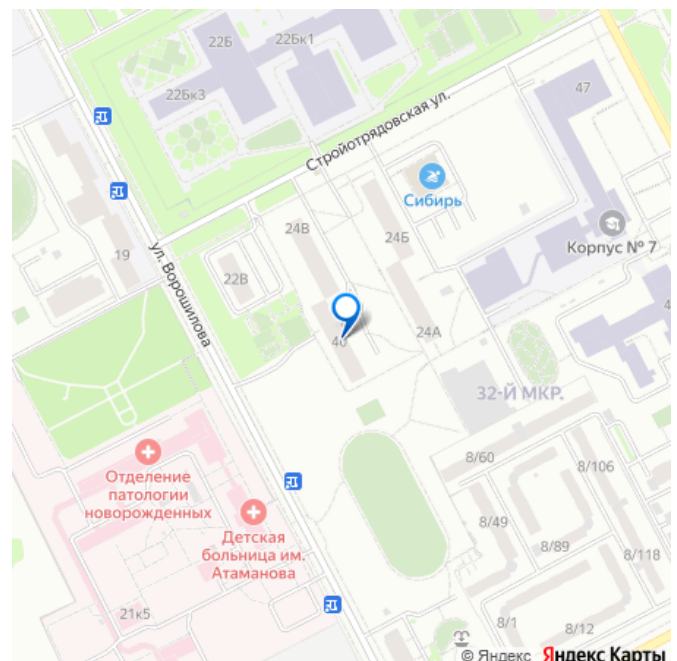 22Б
22Бк1
22Бк3
47
Стройотрядовская ул.
Сибирь
Корпус № 7
24В
24Б
19
22В
ул. Ворошилова
40
24А
32-Й МКР.
Отделение
патологии
новорожденных
Детская
больница им.
Атаманова
8/60
8/106
8/49
8/89
8/118
21к5
8/1
8/12
© Яндекс Яндекс Карты